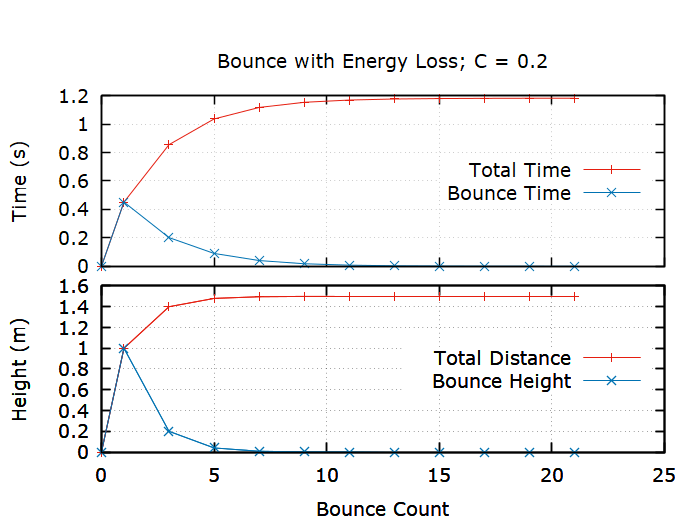 Bounce with Energy Loss; C = 0.2
1.2
1
0.8
0.6
0.4
0.2
0
Time (s)
Total Time
Bounce Time
1.6
1.4
1.2
1
0.8
0.6
0.4
0.2
0
Height (m)
Total Distance
Bounce Height
0 5 10 15 20 25
Bounce Count